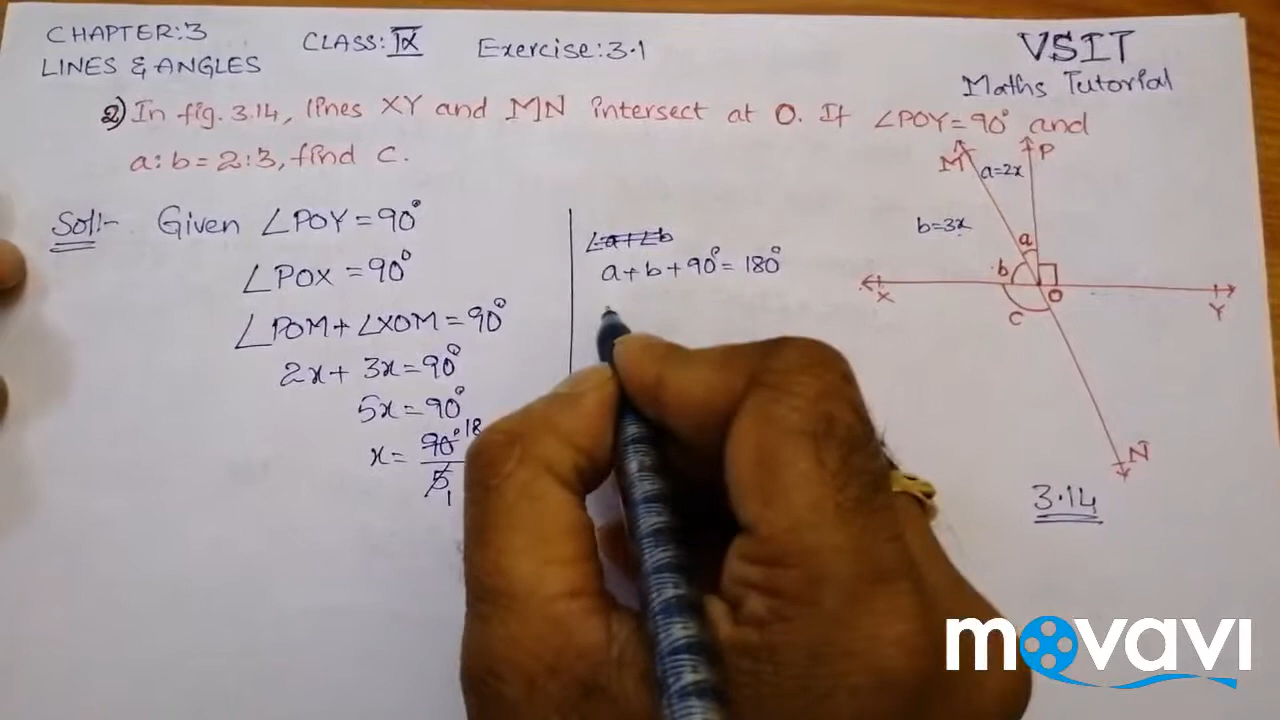 CHAPTER:3
LINES & ANGLES
CLASS: IX
Exercise:3.1
VSIT
Maths Tutorial
2) In fig. 3.14, lines XY and MN intersect at O. If ∠POY=90° and
a:b=2:3, find C.
Sol:- Given ∠POY=90°
∠POX=90°
∠POM+∠XOM=90°
2x+3x=90°
5x=90°
x=90° 18
5 1
∠a+∠b
a+b+90°=180°
M
P
a=2x
b=3x
a
b
X
O
C
Y
N
3.14
movavi